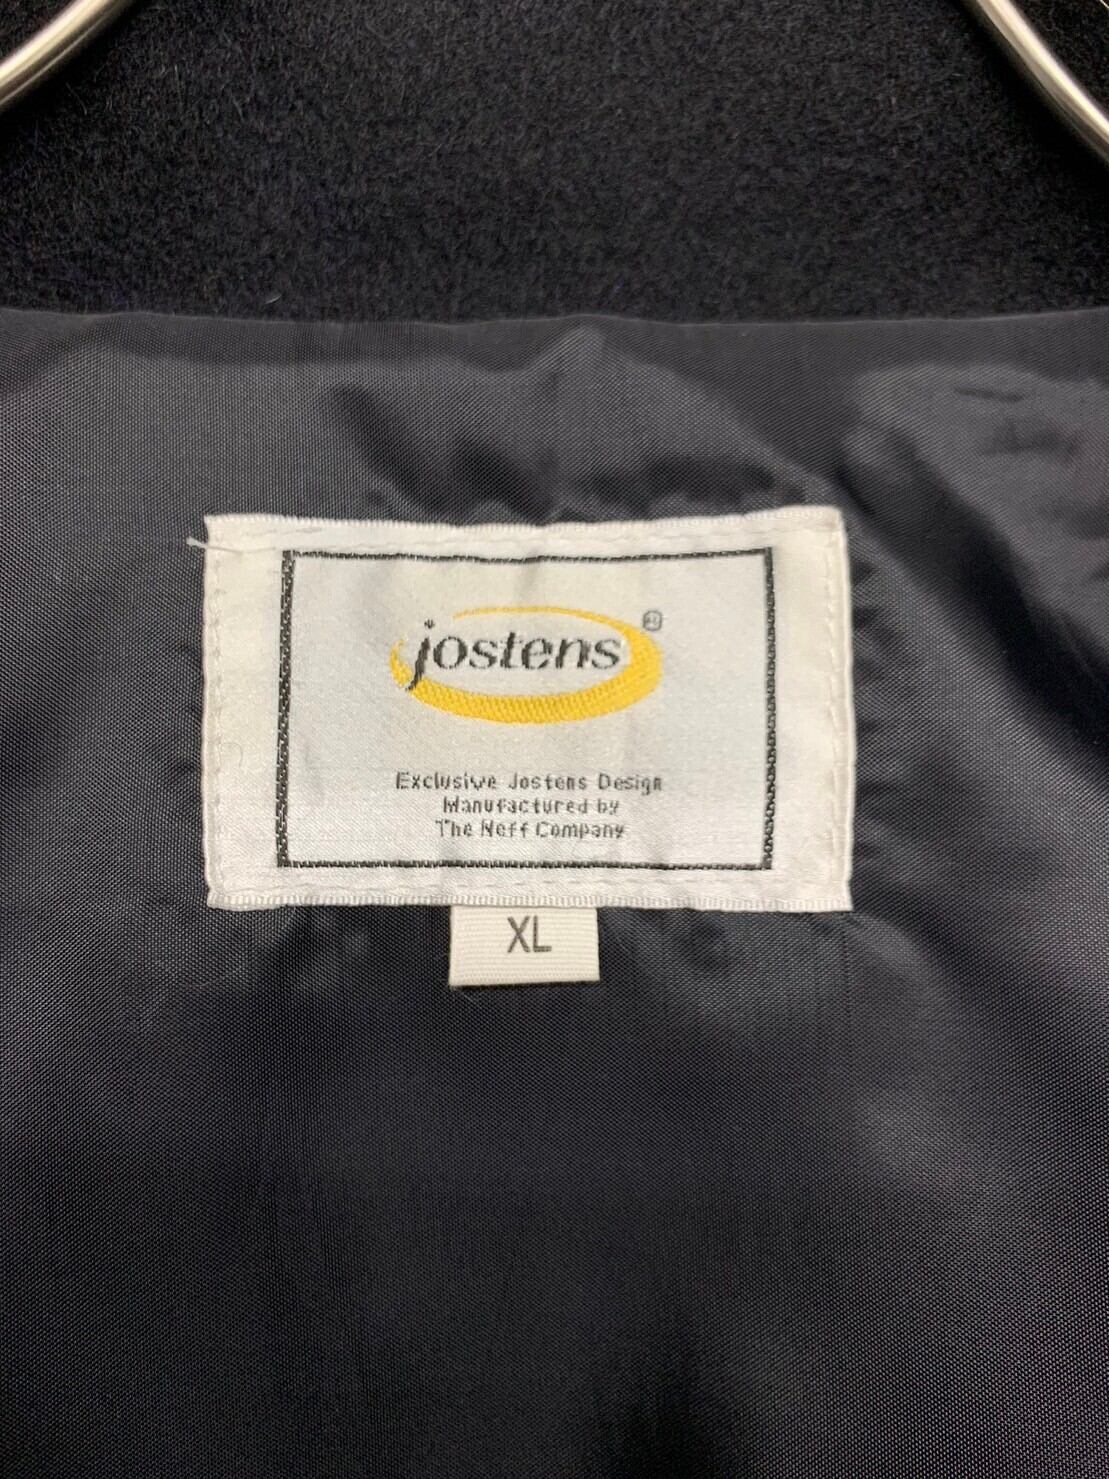 jostens®
Exclusive Jostens Design
Manufactured by
The Neff Company
XL